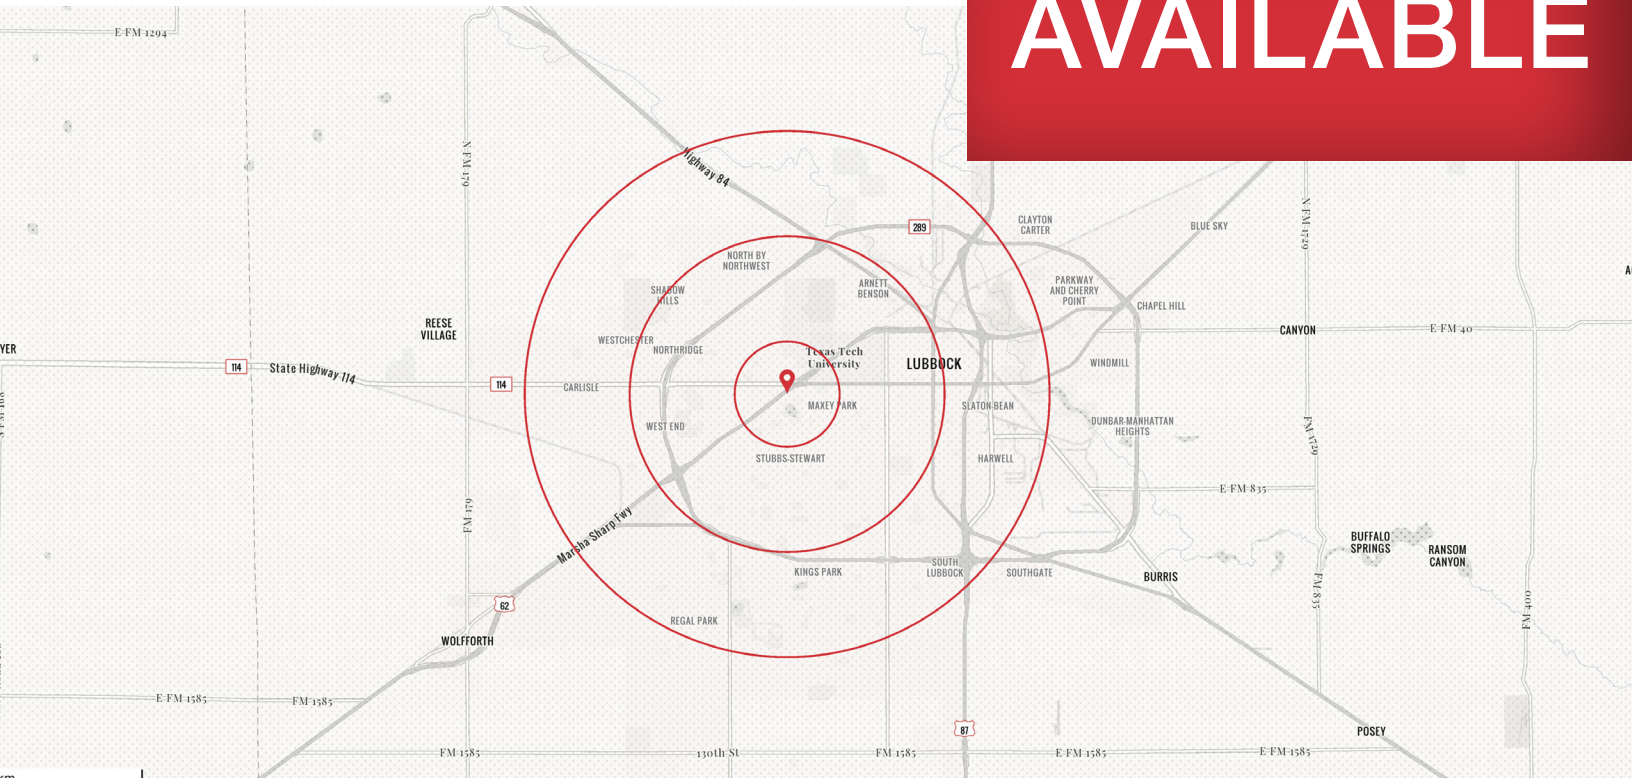 AVAILABLE
E FM 1294
N FM 179
Highway 84
289
CLAYTON
CARTER
BLUE SKY
N FM 1729
NORTH BY
NORTHWEST
SHADOW
HILLS
ARNETT
BENSON
PARKWAY
AND CHERRY
POINT
CHAPEL HILL
REESE
VILLAGE
WESTCHESTER
NORTHRIDGE
Texas Tech
University
LUBBOCK
CANYON
E FM 40
WINDMILL
YER
114
State Highway 114
114
CARLISLE
MAXEY PARK
SLATON BEAN
DUNBAR-MANHATTAN
HEIGHTS
FM 1729
WEST END
STUBBS-STEWART
HARWELL
E FM 835
FM 179
Marsha Sharp Fwy
BUFFALO
SPRINGS
RANSOM
CANYON
KINGS PARK
SOUTH
LUBBOCK
SOUTHGATE
BURRIS
FM 835
FM 400
62
REGAL PARK
WOLFFORTH
E FM 1585
FM 1585
87
POSEY
FM 1585
130th St
FM 1585
E FM 1585
E FM 1585